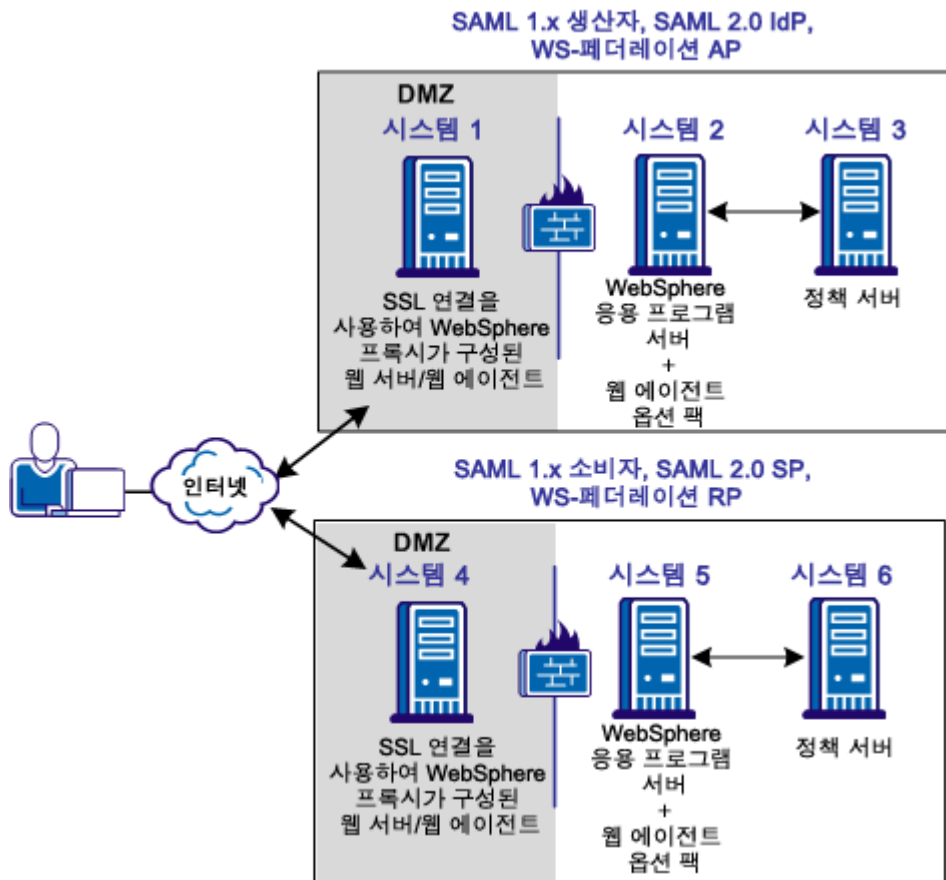 SAML 1.x 생산자, SAML 2.0 IdP,
WS-페더레이션 AP
DMZ
시스템 1
시스템 2
시스템 3
SSL 연결을
사용하여 WebSphere
프록시가 구성된
웹 서버/웹 에이전트
WebSphere
응용 프로그램
서버
+
웹 에이전트
옵션 팩
정책 서버
인터넷
SAML 1.x 소비자, SAML 2.0 SP,
WS-페더레이션 RP
DMZ
시스템 4
시스템 5
시스템 6
SSL 연결을
사용하여 WebSphere
프록시가 구성된
웹 서버/웹 에이전트
WebSphere
응용 프로그램
서버
+
웹 에이전트
옵션 팩
정책 서버